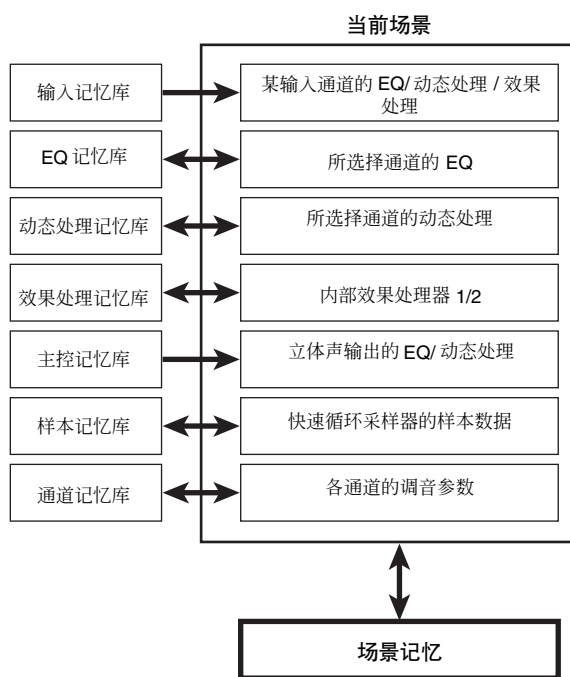 当前场景
输入记忆库
某输入通道的 EQ/ 动态处理 / 效果
处理
EQ 记忆库
所选择通道的 EQ
动态处理记忆库
所选择通道的动态处理
效果处理记忆库
内部效果处理器 1/2
主控记忆库
立体声输出的 EQ/ 动态处理
样本记忆库
快速循环采样器的样本数据
通道记忆库
各通道的调音参数
场景记忆